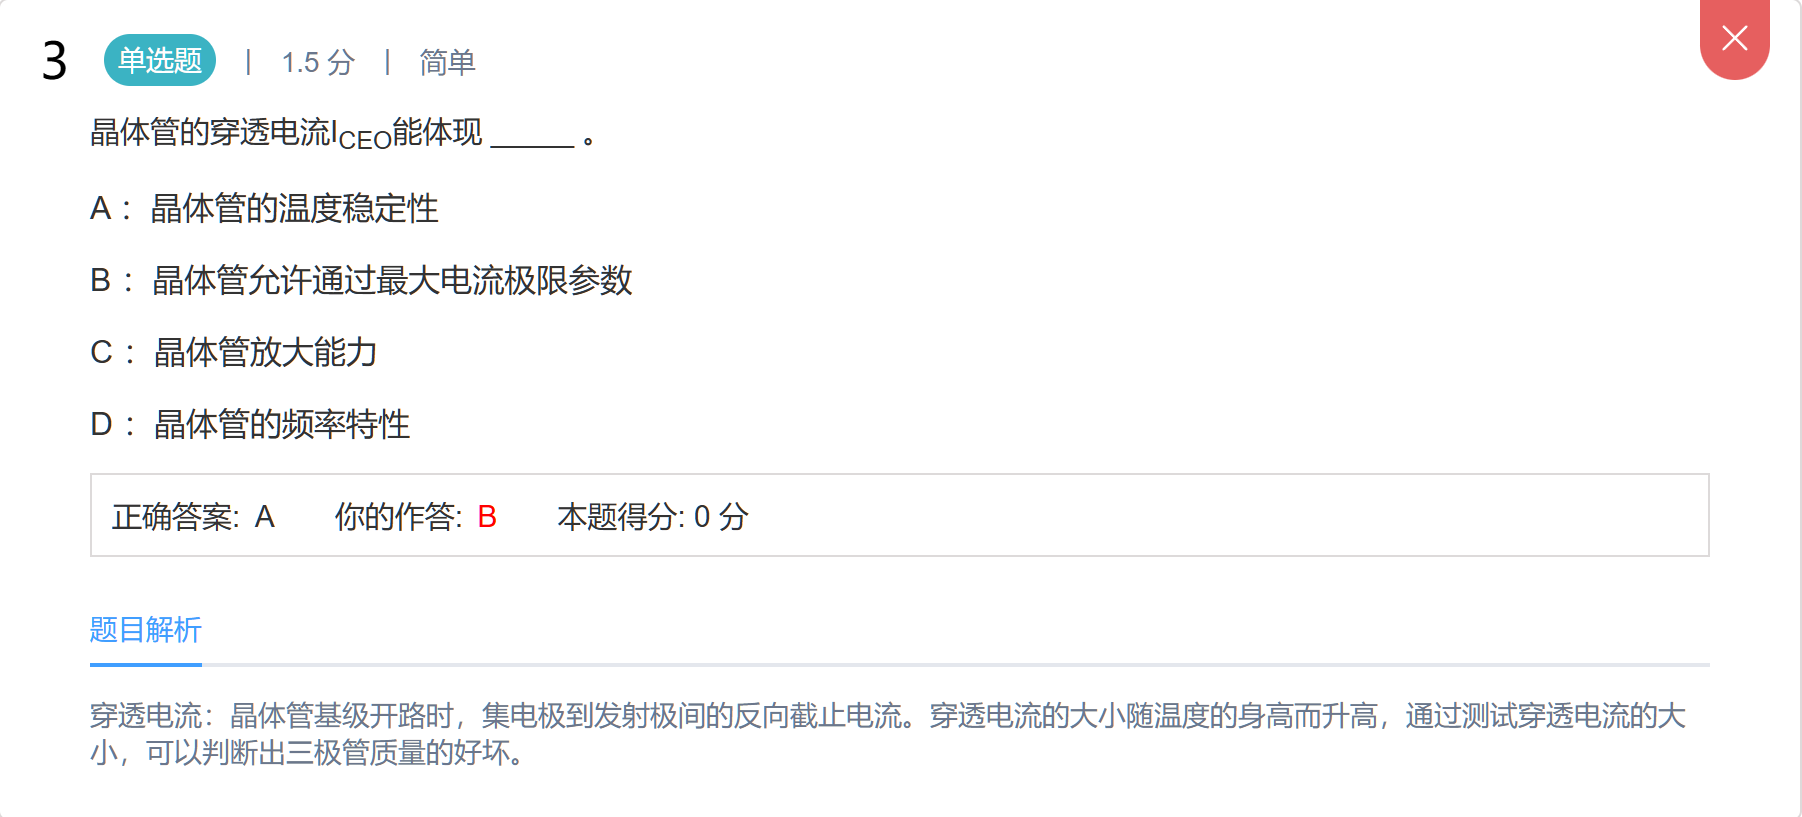 3 单选题 | 1.5 分 | 简单
晶体管的穿透电流ICEO能体现 _____ 。
A： 晶体管的温度稳定性
B： 晶体管允许通过最大电流极限参数
C： 晶体管放大能力
D： 晶体管的频率特性
正确答案: A 你的作答: B 本题得分: 0 分
题目解析
穿透电流：晶体管基级开路时，集电极到发射极间的反向截止电流。穿透电流的大小随温度的身高而升高，通过测试穿透电流的大
小，可以判断出三极管质量的好坏。